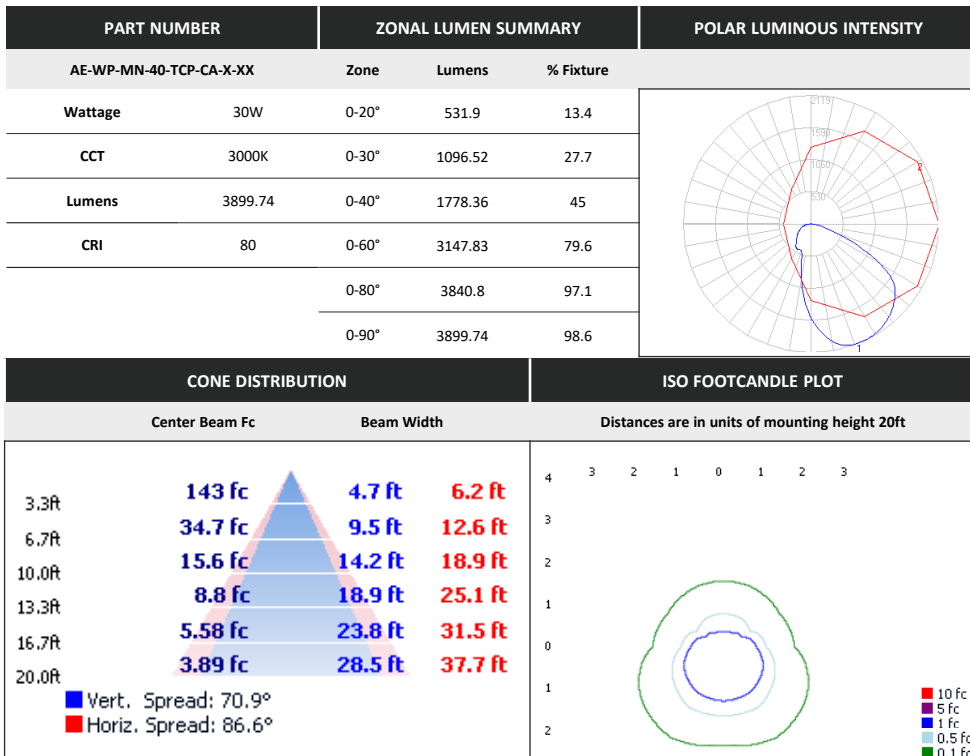 PART NUMBER
ZONAL LUMEN SUMMARY
POLAR LUMINOUS INTENSITY
AE-WP-MN-40-TCP-CA-X-XX
Zone Lumens % Fixture
Wattage 30W
0-20° 531.9 13.4
CCT 3000K
0-30° 1096.52 27.7
Lumens 3899.74
0-40° 1778.36 45
CRI 80
0-60° 3147.83 79.6
0-80° 3840.8 97.1
0-90° 3899.74 98.6
2119
1590
1060
530
2
1
CONE DISTRIBUTION
ISO FOOTCANDLE PLOT
Center Beam Fc Beam Width
Distances are in units of mounting height 20ft
143 fc 4.7 ft 6.2 ft
3.3ft
34.7 fc 9.5 ft 12.6 ft
6.7ft
15.6 fc 14.2 ft 18.9 ft
10.0ft
8.8 fc 18.9 ft 25.1 ft
13.3ft
5.58 fc 23.8 ft 31.5 ft
16.7ft
3.89 fc 28.5 ft 37.7 ft
20.0ft
Vert. Spread: 70.9°
Horiz. Spread: 86.6°
3 2 1 0 1 2 3
4
3
2
1
0
1
2
10 fc
5 fc
1 fc
0.5 fc
0.1 fc